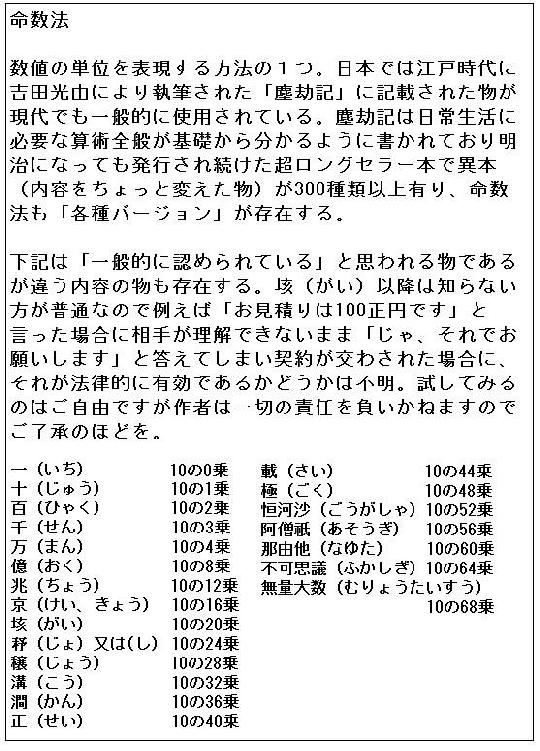 命数法
数値の単位を表現する方法の１つ。日本では江戸時代に
吉田光由により執筆された「塵劫記」に記載された物が
現代でも一般的に使用されている。塵劫記は日常生活に
必要な算術全般が基礎から分かるように書かれており明
治になっても発行され続けた超ロングセラー本で異本
（内容をちょっと変えた物）が300種類以上有り、命数
法も「各種バージョン」が存在する。
下記は「一般的に認められている」と思われる物である
が違う内容の物も存在する。垓（がい）以降は知らない
方が普通なので例えば「お見積りは100正円です」と
言った場合に相手が理解できないまま「じゃ、それでお
願いします」と答えてしまい契約が交わされた場合に、
それが法律的に有効であるかどうかは不明。試してみる
のはご自由ですが作者は一切の責任を負いかねますので
ご了承のほどを。
一（いち） 10の0乗
十（じゅう） 10の1乗
百（ひゃく） 10の2乗
千（せん） 10の3乗
万（まん） 10の4乗
億（おく） 10の8乗
兆（ちょう） 10の12乗
京（けい、きょう） 10の16乗
垓（がい） 10の20乗
𥝱（じょ）又は(し) 10の24乗
穣（じょう） 10の28乗
溝（こう） 10の32乗
澗（かん） 10の36乗
正（せい） 10の40乗
載（さい） 10の44乗
極（ごく） 10の48乗
恒河沙（ごうがしゃ）10の52乗
阿僧祇（あそうぎ） 10の56乗
那由他（なゆた） 10の60乗
不可思議（ふかしぎ）10の64乗
無量大数（むりょうたいすう）
10の68乗